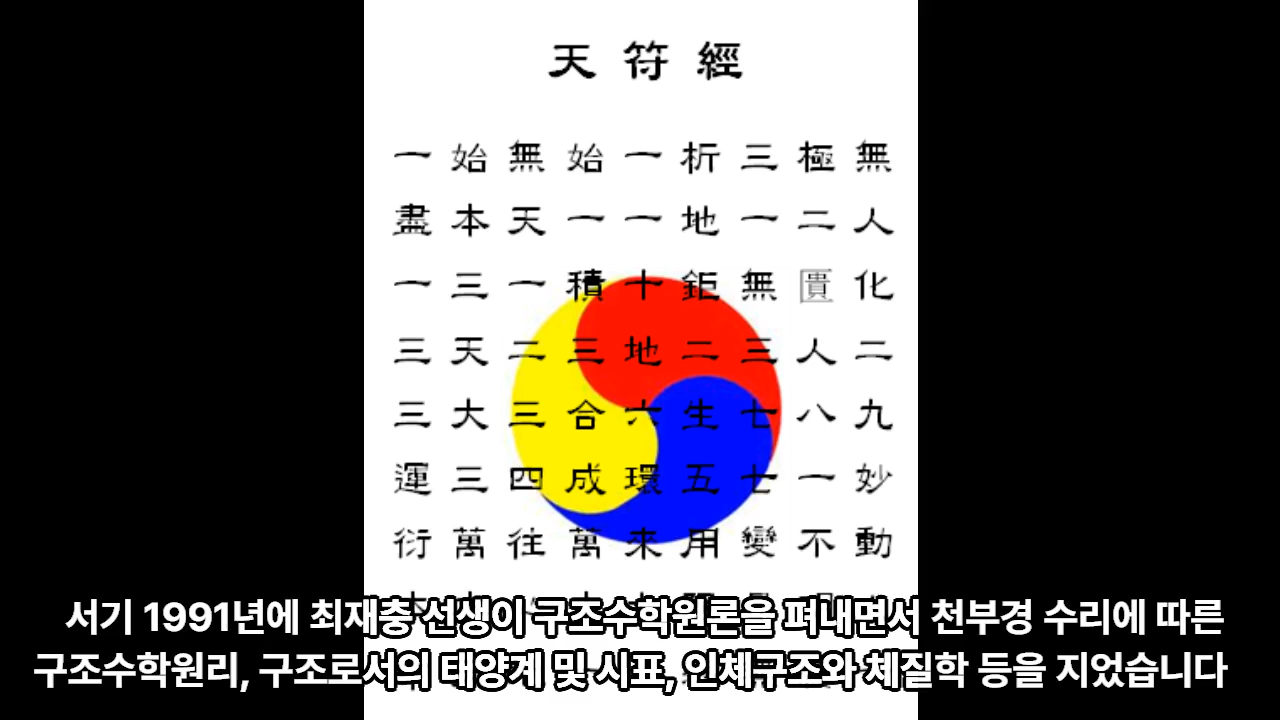 天符經
一始無始一析三極無
盡本天一一地一二人
一三一積十鉅無匱化
三天二三地二三人二
三大三合六生七八九
運三四成環五七一妙
衍萬往萬來用變不動
서기 1991년에 최재충 선생이 구조수학원론을 펴내면서 천부경 수리에 따른
구조수학원리, 구조로서의 태양계 및 시표, 인체구조와 체질학 등을 지었습니다